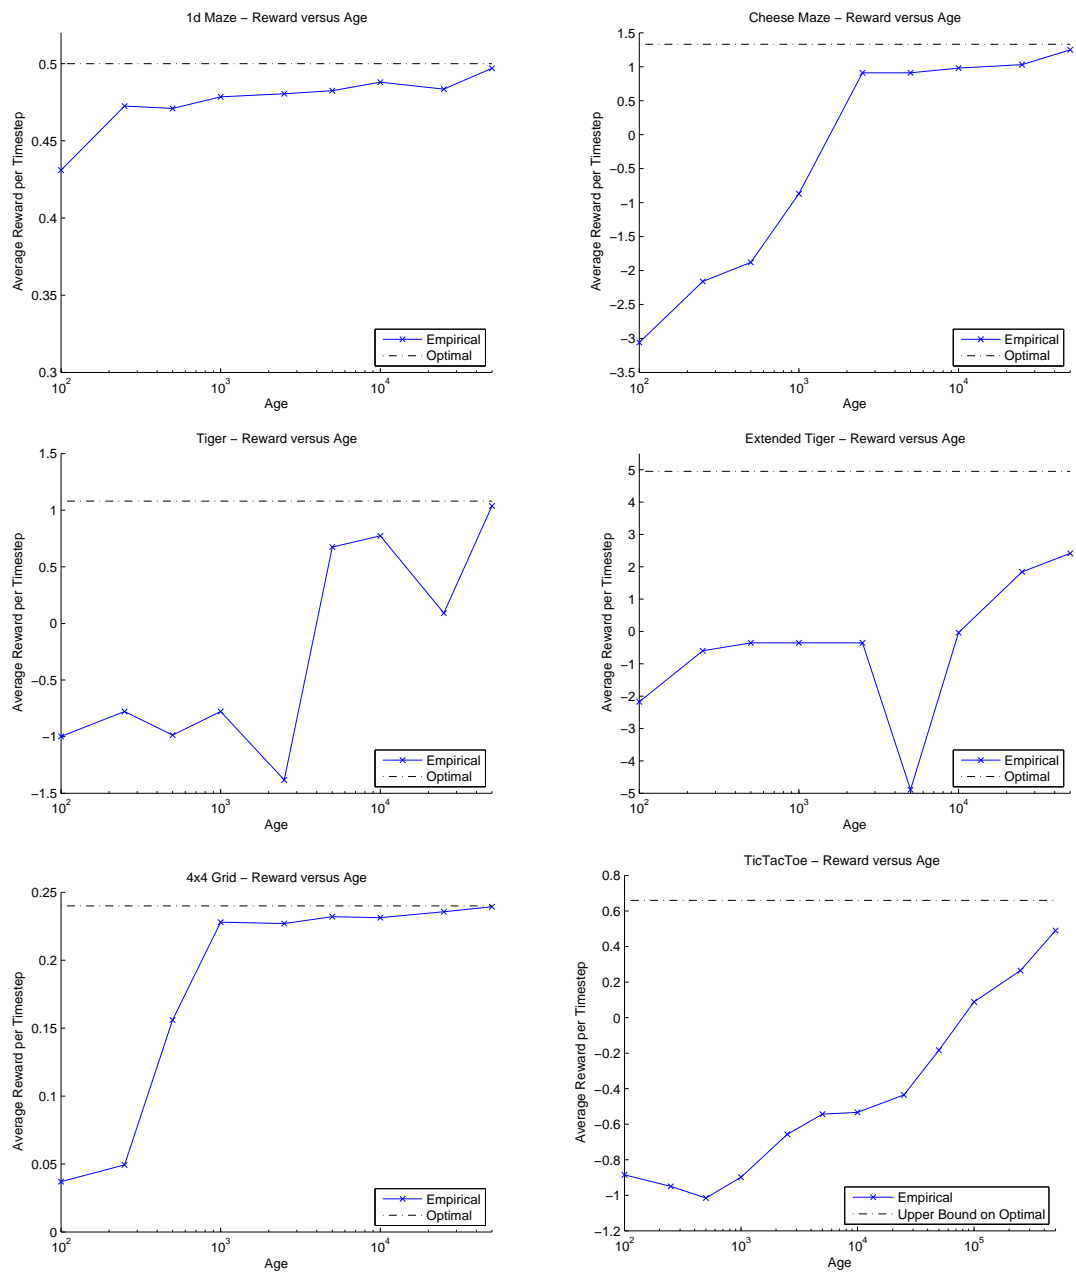 1d Maze − Reward versus Age
0.5
0.45
0.4
0.35
0.3
Average Reward per Timestep
10^2 10^3 10^4
Age
Empirical
Optimal
Cheese Maze − Reward versus Age
1.5
1
0.5
0
−0.5
−1
−1.5
−2
−2.5
−3
−3.5
Average Reward per Timestep
10^2 10^3 10^4
Age
Empirical
Optimal
Tiger − Reward versus Age
1.5
1
0.5
0
−0.5
−1
−1.5
Average Reward per Timestep
10^2 10^3 10^4
Age
Empirical
Optimal
Extended Tiger − Reward versus Age
5
4
3
2
1
0
−1
−2
−3
−4
−5
Average Reward per Timestep
10^2 10^3 10^4
Age
Empirical
Optimal
4x4 Grid − Reward versus Age
0.25
0.2
0.15
0.1
0.05
0
Average Reward per Timestep
10^2 10^3 10^4
Age
Empirical
Optimal
TicTacToe − Reward versus Age
0.8
0.6
0.4
0.2
0
−0.2
−0.4
−0.6
−0.8
−1
−1.2
Average Reward per Timestep
10^2 10^3 10^4 10^5
Age
Empirical
Upper Bound on Optimal